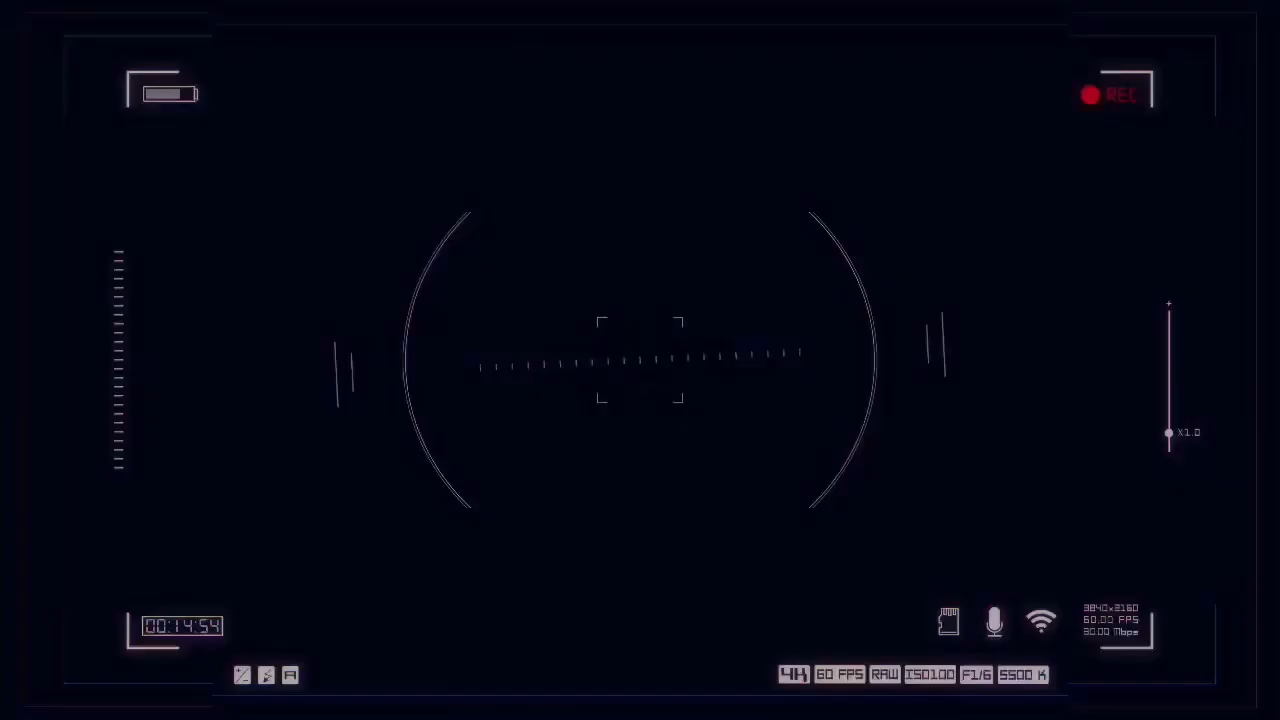 REC
X1.0
00:14:54
3840x2160
60.00 FPS
30.00 Mbps
A
4K 60 FPS RAW ISO100 F1/6 5500 K